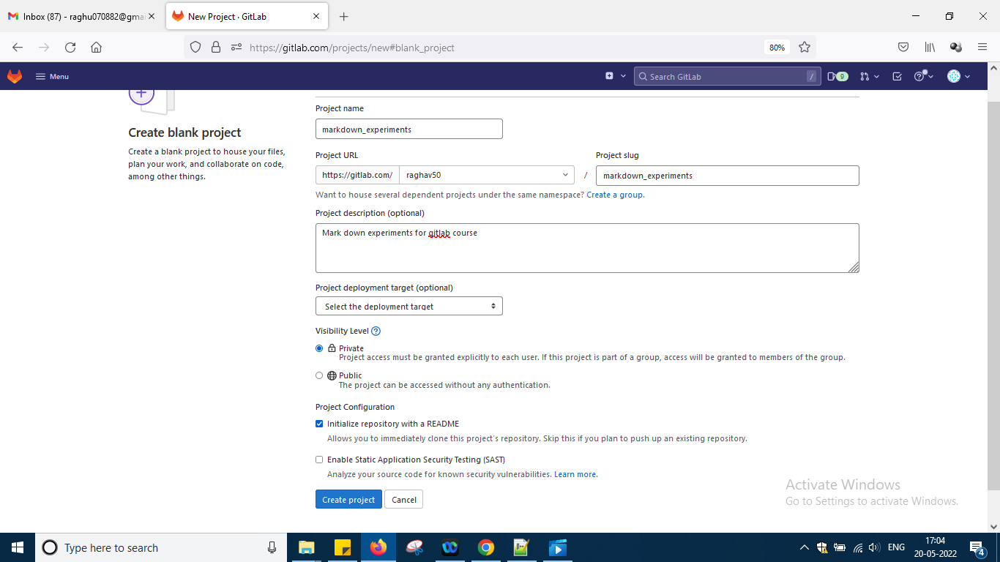 Inbox (87) - raghu070882@gmai
New Project · GitLab
https://gitlab.com/projects/new#blank_project
80%
Menu
Search GitLab
/
9
Create blank project
Create a blank project to house your files,
plan your work, and collaborate on code,
among other things.
Project name
markdown_experiments
Project URL
Project slug
https://gitlab.com/ raghav50 / markdown_experiments
Want to house several dependent projects under the same namespace? Create a group.
Project description (optional)
Mark down experiments for gitlab course
Project deployment target (optional)
Select the deployment target
Visibility Level ?
Private
Project access must be granted explicitly to each user. If this project is part of a group, access will be granted to members of the group.
Public
The project can be accessed without any authentication.
Project Configuration
Initialize repository with a README
Allows you to immediately clone this project's repository. Skip this if you plan to push up an existing repository.
Enable Static Application Security Testing (SAST)
Analyze your source code for known security vulnerabilities. Learn more.
Create project Cancel
Activate Windows
Go to Settings to activate Windows.
Type here to search
ENG
17:04
20-05-2022
4